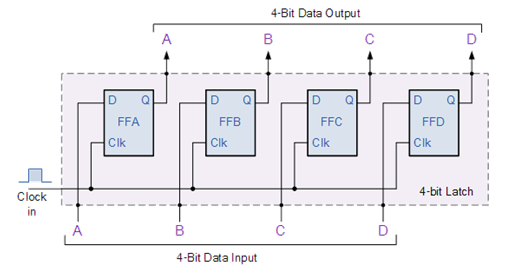 4-Bit Data Output
A B C D
D Q D Q D Q D Q
FFA FFB FFC FFD
Clk Clk Clk Clk
4-bit Latch
Clock
in
A B C D
4-Bit Data Input